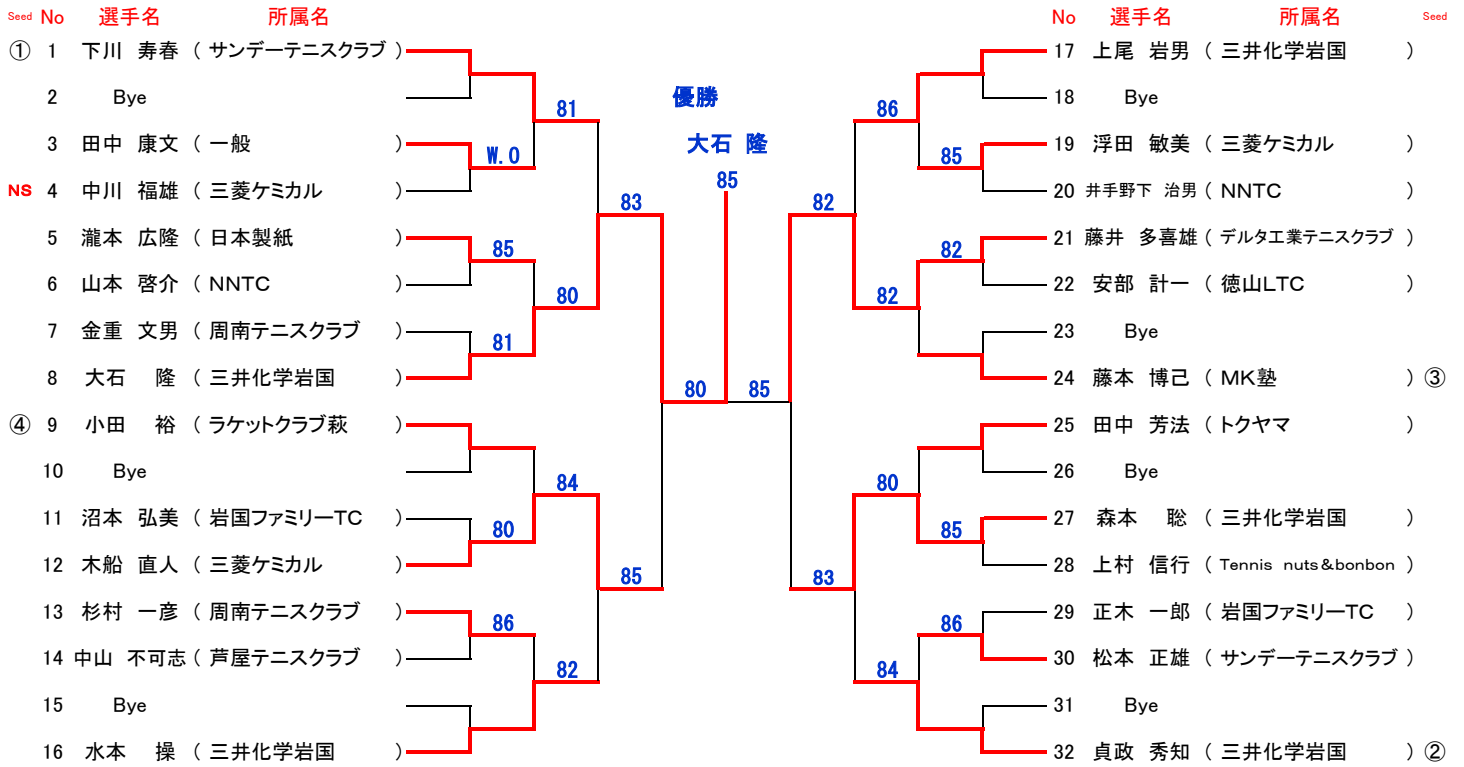 Seed No 選手名 所属名
① 1 下川 寿春 ( サンデーテニスクラブ )
2 Bye
3 田中 康文 ( 一般 )
NS 4 中川 福雄 ( 三菱ケミカル )
5 瀧本 広隆 ( 日本製紙 )
6 山本 啓介 ( NNTC )
7 金重 文男 ( 周南テニスクラブ )
8 大石 隆 ( 三井化学岩国 )
④ 9 小田 裕 ( ラケットクラブ萩 )
10 Bye
11 沼本 弘美 ( 岩国ファミリーTC )
12 木船 直人 ( 三菱ケミカル )
13 杉村 一彦 ( 周南テニスクラブ )
14 中山 不可志 ( 芦屋テニスクラブ )
15 Bye
16 水本 操 ( 三井化学岩国 )
W.O
85
81
80
86
81
80
84
82
83
85
80
優勝
大石 隆
85
85
82
83
86
82
80
84
85
82
85
86
No 選手名 所属名 Seed
17 上尾 岩男 ( 三井化学岩国 )
18 Bye
19 浮田 敏美 ( 三菱ケミカル )
20 井手野下 治男 ( NNTC )
21 藤井 多喜雄 ( デルタ工業テニスクラブ )
22 安部 計一 ( 徳山LTC )
23 Bye
24 藤本 博己 ( MK塾 ) ③
25 田中 芳法 ( トクヤマ )
26 Bye
27 森本 聡 ( 三井化学岩国 )
28 上村 信行 ( Tennis nuts&bonbon )
29 正木 一郎 ( 岩国ファミリーTC )
30 松本 正雄 ( サンデーテニスクラブ )
31 Bye
32 貞政 秀知 ( 三井化学岩国 ) ②